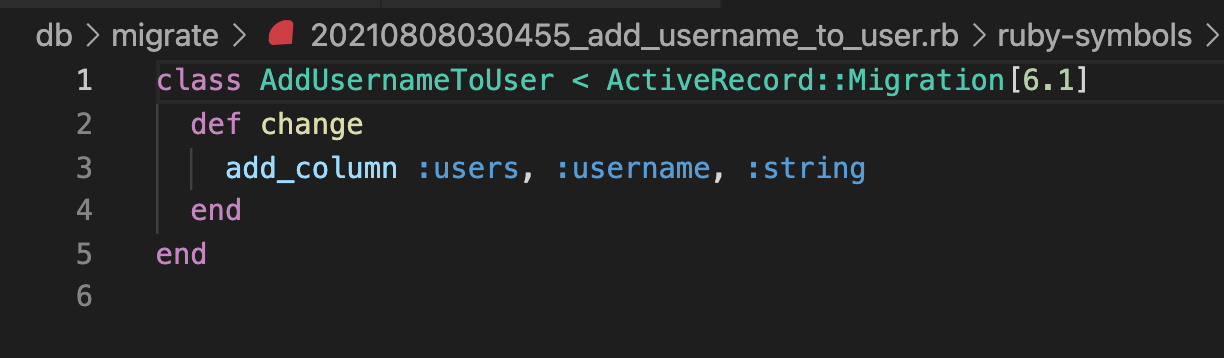 db > migrate > 20210808030455_add_username_to_user.rb > ruby-symbols >
1 class AddUsernameToUser < ActiveRecord::Migration[6.1]
2   def change
3     add_column :users, :username, :string
4   end
5 end
6